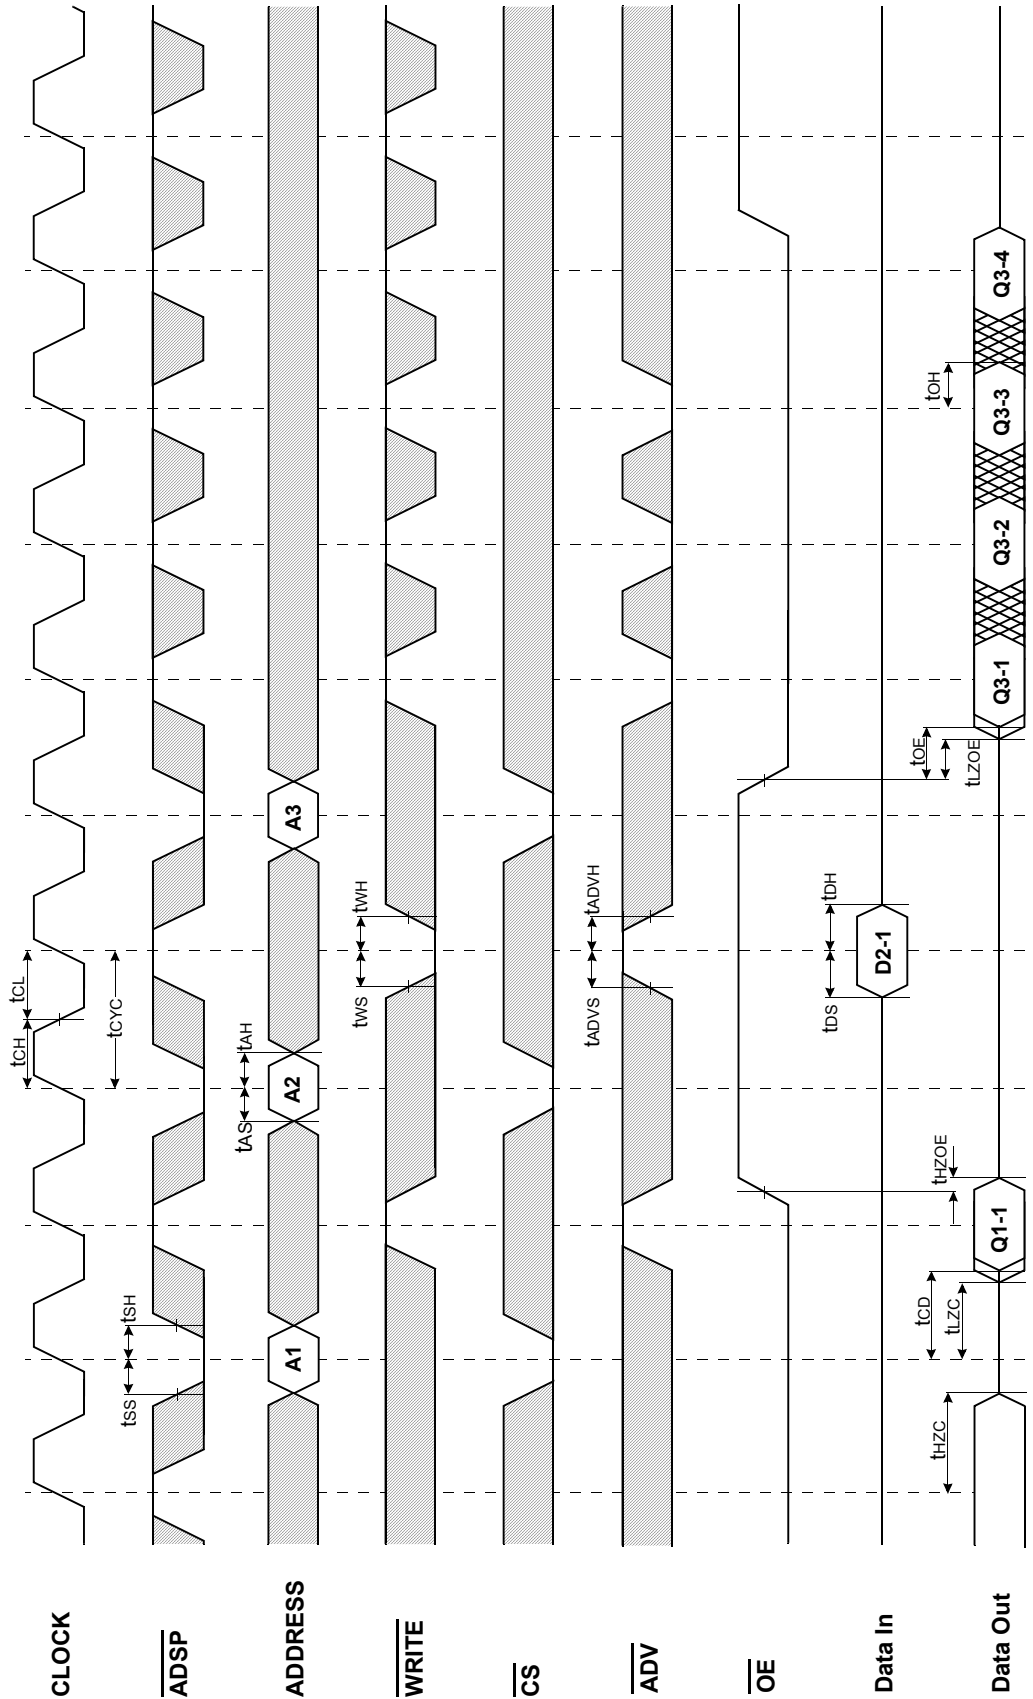 CLOCK
tCH
tCL
tCYC
ADSP
tSS
tSH
ADDRESS
A1
tAS
A2
tAH
A3
WRITE
tWS
tWH
CS
ADV
tADVS
tADVH
OE
Data In
tDS
D2-1
tDH
Data Out
tHZC
tCD
tLZC
Q1-1
tHZOE
tOE
tLZOE
Q3-1
Q3-2
Q3-3
tOH
Q3-4